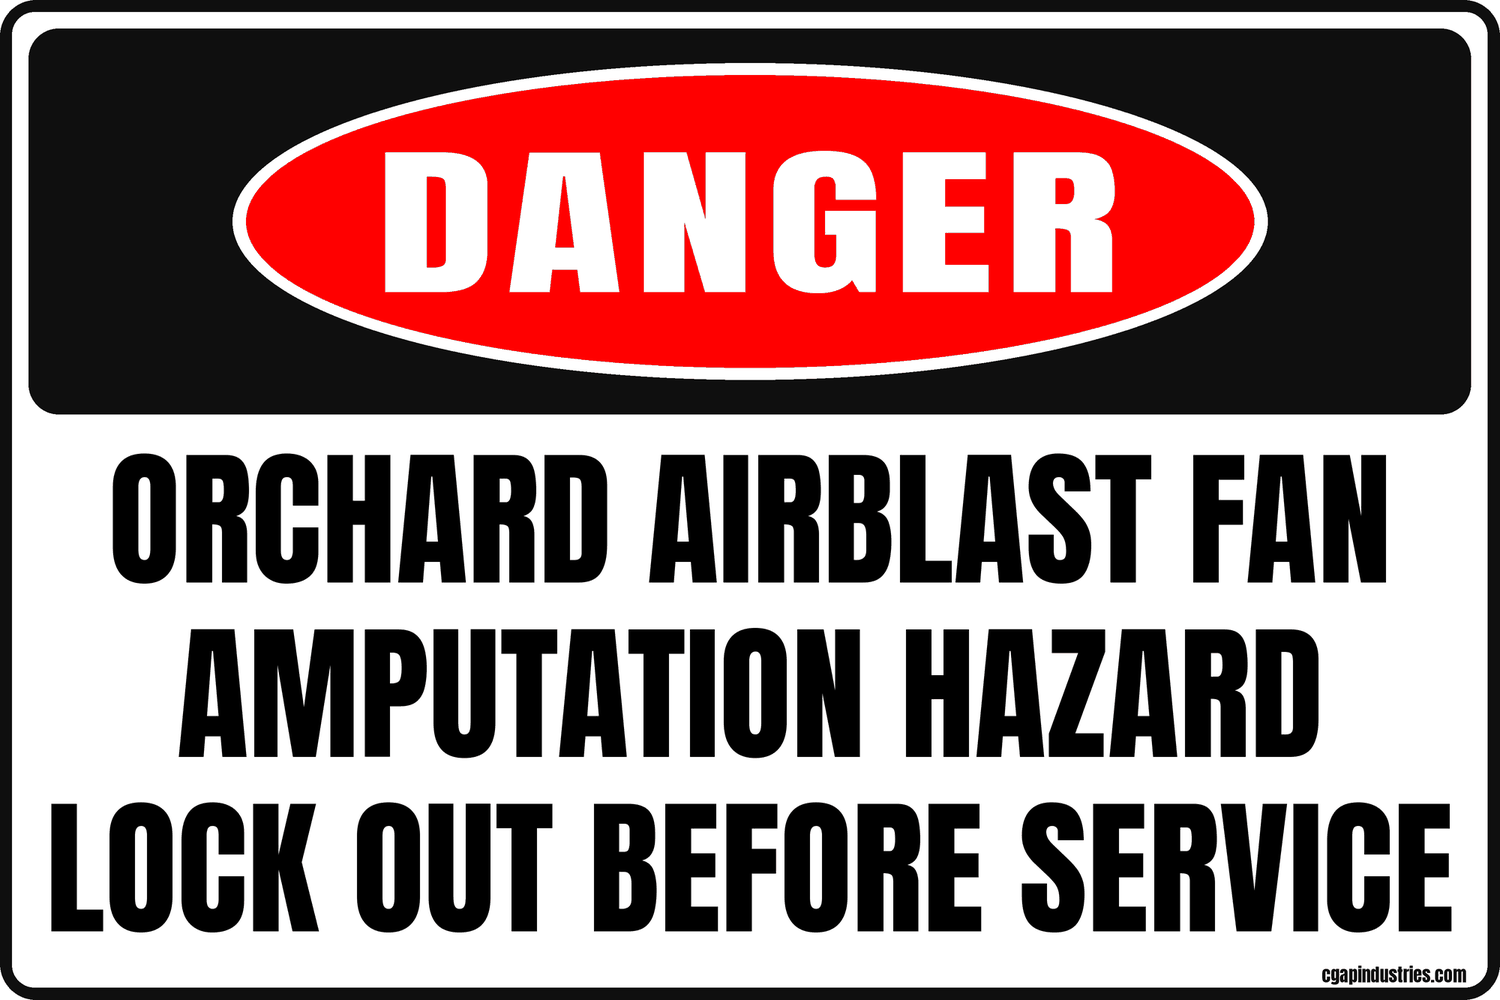 DANGER
ORCHARD AIRBLAST FAN
AMPUTATION HAZARD
LOCK OUT BEFORE SERVICE
cgapindustries.com